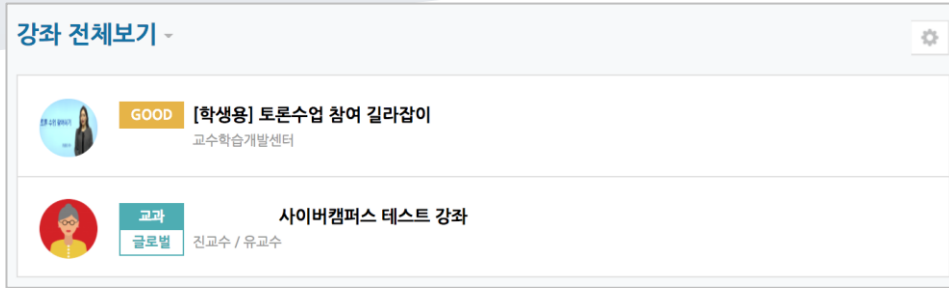 강좌 전체보기
GOOD [학생용] 토론수업 참여 길라잡이
교수학습개발센터
교과 사이버캠퍼스 테스트 강좌
글로벌 진교수 / 유교수